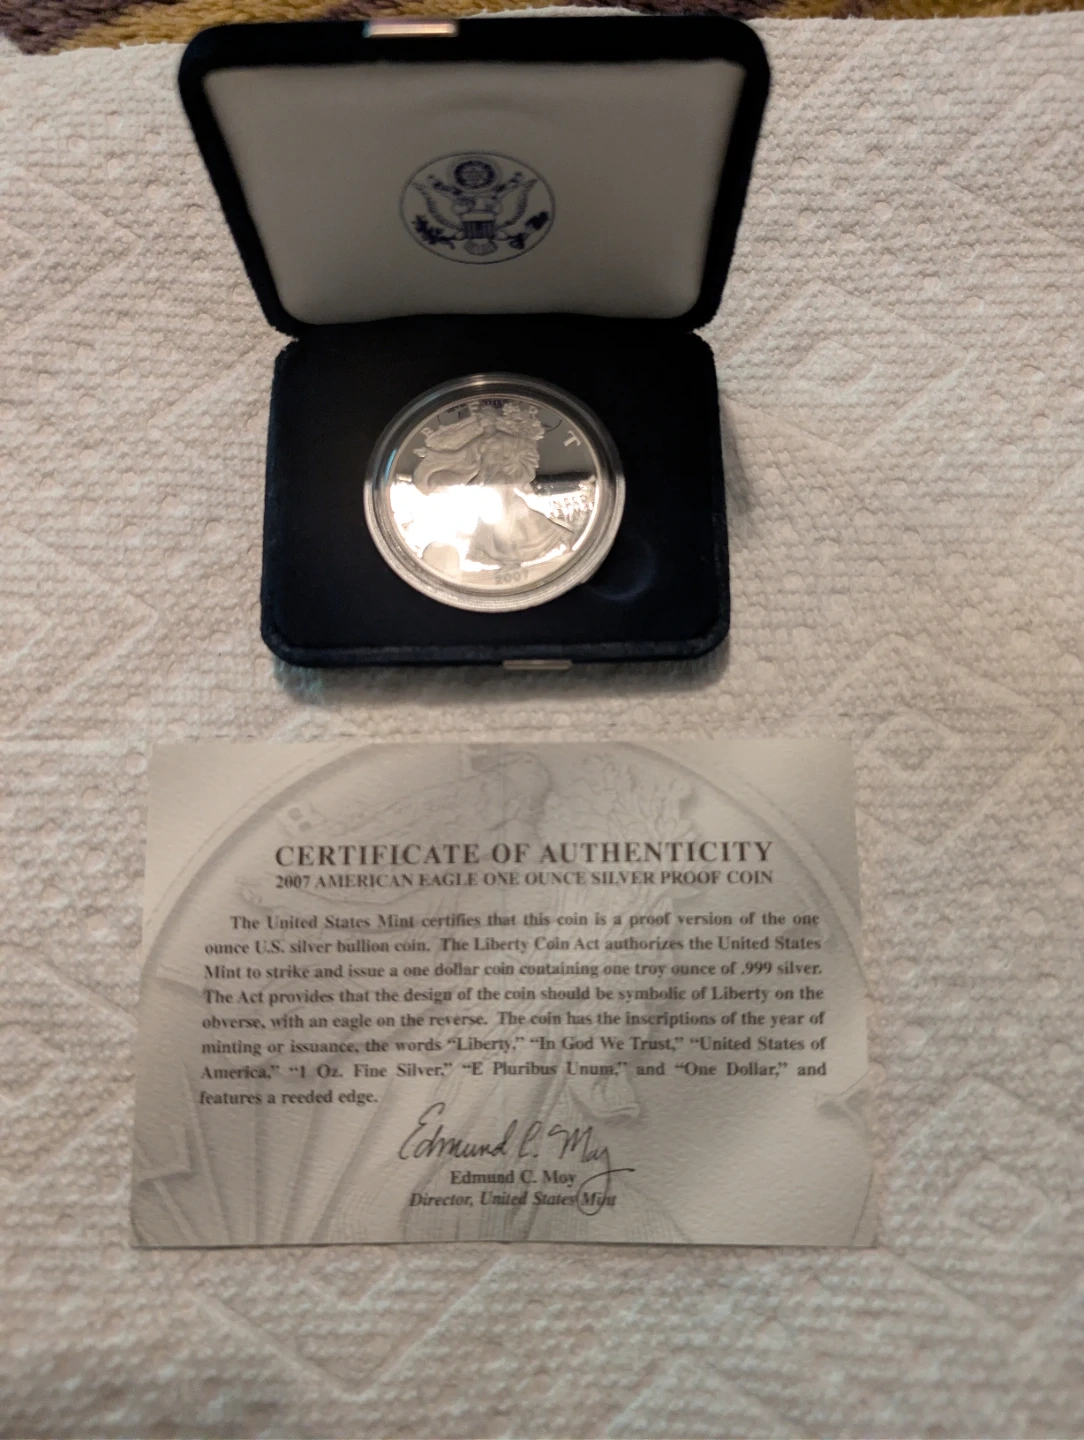 LIBERTY
2007
CERTIFICATE OF AUTHENTICITY
2007 AMERICAN EAGLE ONE OUNCE SILVER PROOF COIN
The United States Mint certifies that this coin is a proof version of the one
ounce U.S. silver bullion coin. The Liberty Coin Act authorizes the United States
Mint to strike and issue a one dollar coin containing one troy ounce of .999 silver.
The Act provides that the design of the coin should be symbolic of Liberty on the
obverse, with an eagle on the reverse. The coin has the inscriptions of the year of
minting or issuance, the words “Liberty,” “In God We Trust,” “United States of
America,” “1 Oz. Fine Silver,” “E Pluribus Unum,” and “One Dollar,” and
features a reeded edge.
Edmund C. Moy
Edmund C. Moy
Director, United States Mint